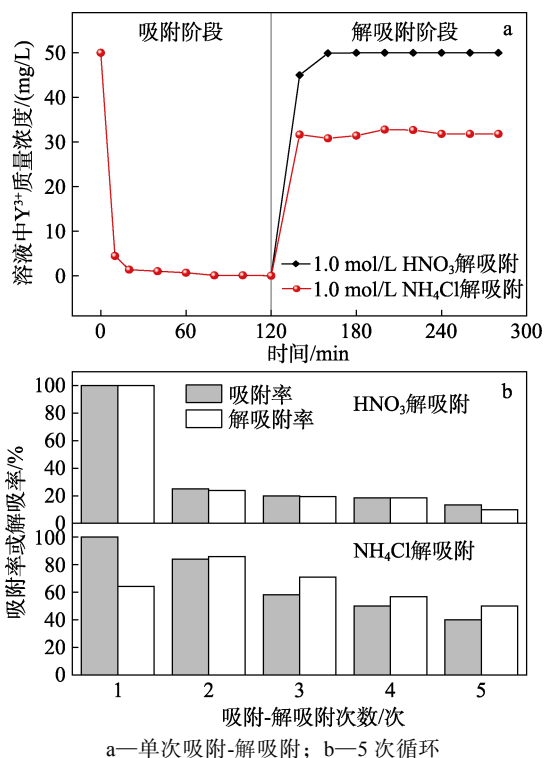 吸附阶段 解吸附阶段 a
50
40
30
20
10
0
溶液中Y³⁺质量浓度/(mg/L)
1.0 mol/L HNO₃解吸附
1.0 mol/L NH₄Cl解吸附
0 60 120 180 240 300
时间/min
100
80
60
40
20
0
吸附率
解吸附率
HNO₃解吸附
b
100
80
60
40
20
0
NH₄Cl解吸附
吸附率或解吸率/%
1 2 3 4 5
吸附-解吸附次数/次
a—单次吸附-解吸附；b—5 次循环